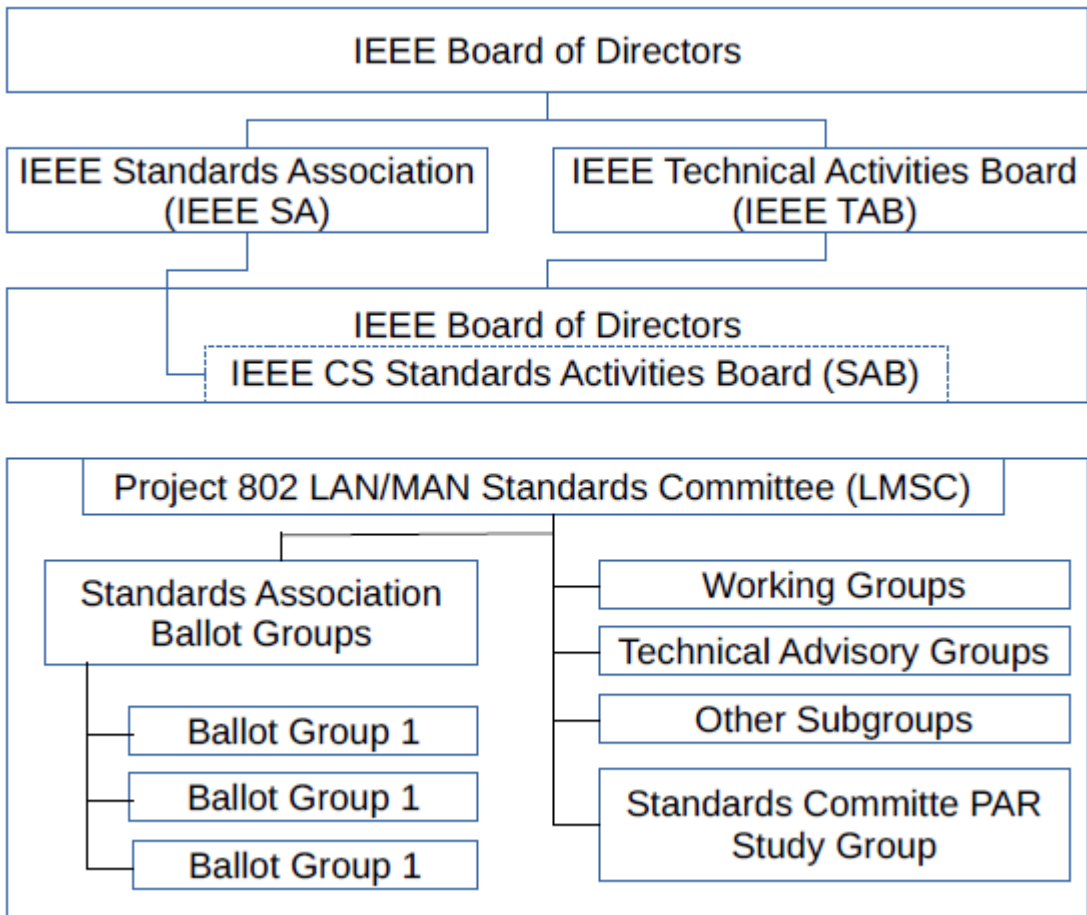 IEEE Board of Directors
IEEE Standards Association
(IEEE SA)
IEEE Technical Activities Board
(IEEE TAB)
IEEE Board of Directors
IEEE CS Standards Activities Board (SAB)
Project 802 LAN/MAN Standards Committee (LMSC)
Standards Association
Ballot Groups
Ballot Group 1
Ballot Group 1
Ballot Group 1
Working Groups
Technical Advisory Groups
Other Subgroups
Standards Committe PAR
Study Group